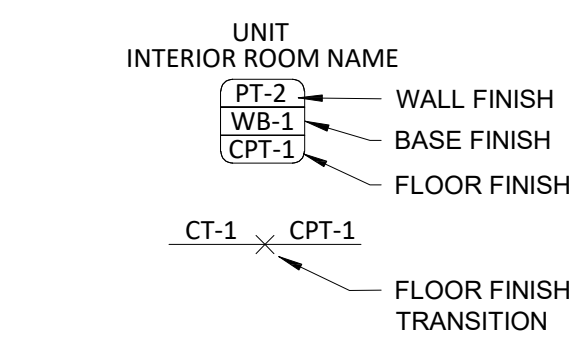 UNIT
INTERIOR ROOM NAME
PT-2
WALL FINISH
WB-1
BASE FINISH
CPT-1
FLOOR FINISH
CT-1 CPT-1
FLOOR FINISH
TRANSITION